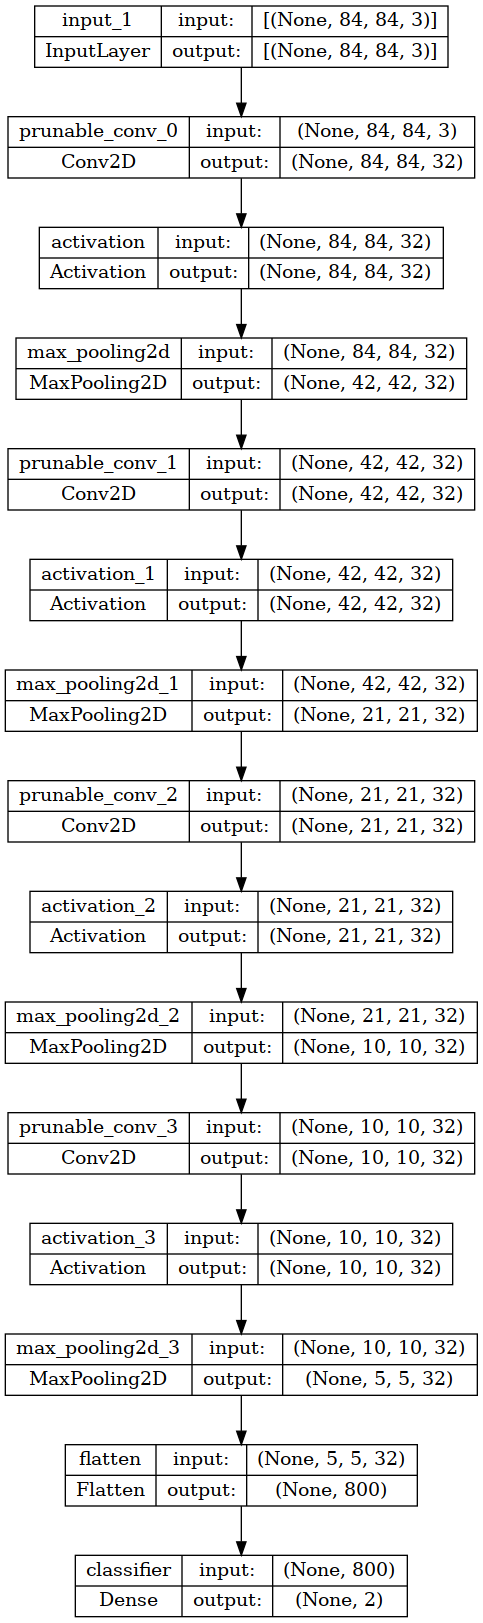 input_1 input: [(None, 84, 84, 3)]
InputLayer output: [(None, 84, 84, 3)]
prunable_conv_0 input: (None, 84, 84, 3)
Conv2D output: (None, 84, 84, 32)
activation input: (None, 84, 84, 32)
Activation output: (None, 84, 84, 32)
max_pooling2d input: (None, 84, 84, 32)
MaxPooling2D output: (None, 42, 42, 32)
prunable_conv_1 input: (None, 42, 42, 32)
Conv2D output: (None, 42, 42, 32)
activation_1 input: (None, 42, 42, 32)
Activation output: (None, 42, 42, 32)
max_pooling2d_1 input: (None, 42, 42, 32)
MaxPooling2D output: (None, 21, 21, 32)
prunable_conv_2 input: (None, 21, 21, 32)
Conv2D output: (None, 21, 21, 32)
activation_2 input: (None, 21, 21, 32)
Activation output: (None, 21, 21, 32)
max_pooling2d_2 input: (None, 21, 21, 32)
MaxPooling2D output: (None, 10, 10, 32)
prunable_conv_3 input: (None, 10, 10, 32)
Conv2D output: (None, 10, 10, 32)
activation_3 input: (None, 10, 10, 32)
Activation output: (None, 10, 10, 32)
max_pooling2d_3 input: (None, 10, 10, 32)
MaxPooling2D output: (None, 5, 5, 32)
flatten input: (None, 5, 5, 32)
Flatten output: (None, 800)
classifier input: (None, 800)
Dense output: (None, 2)